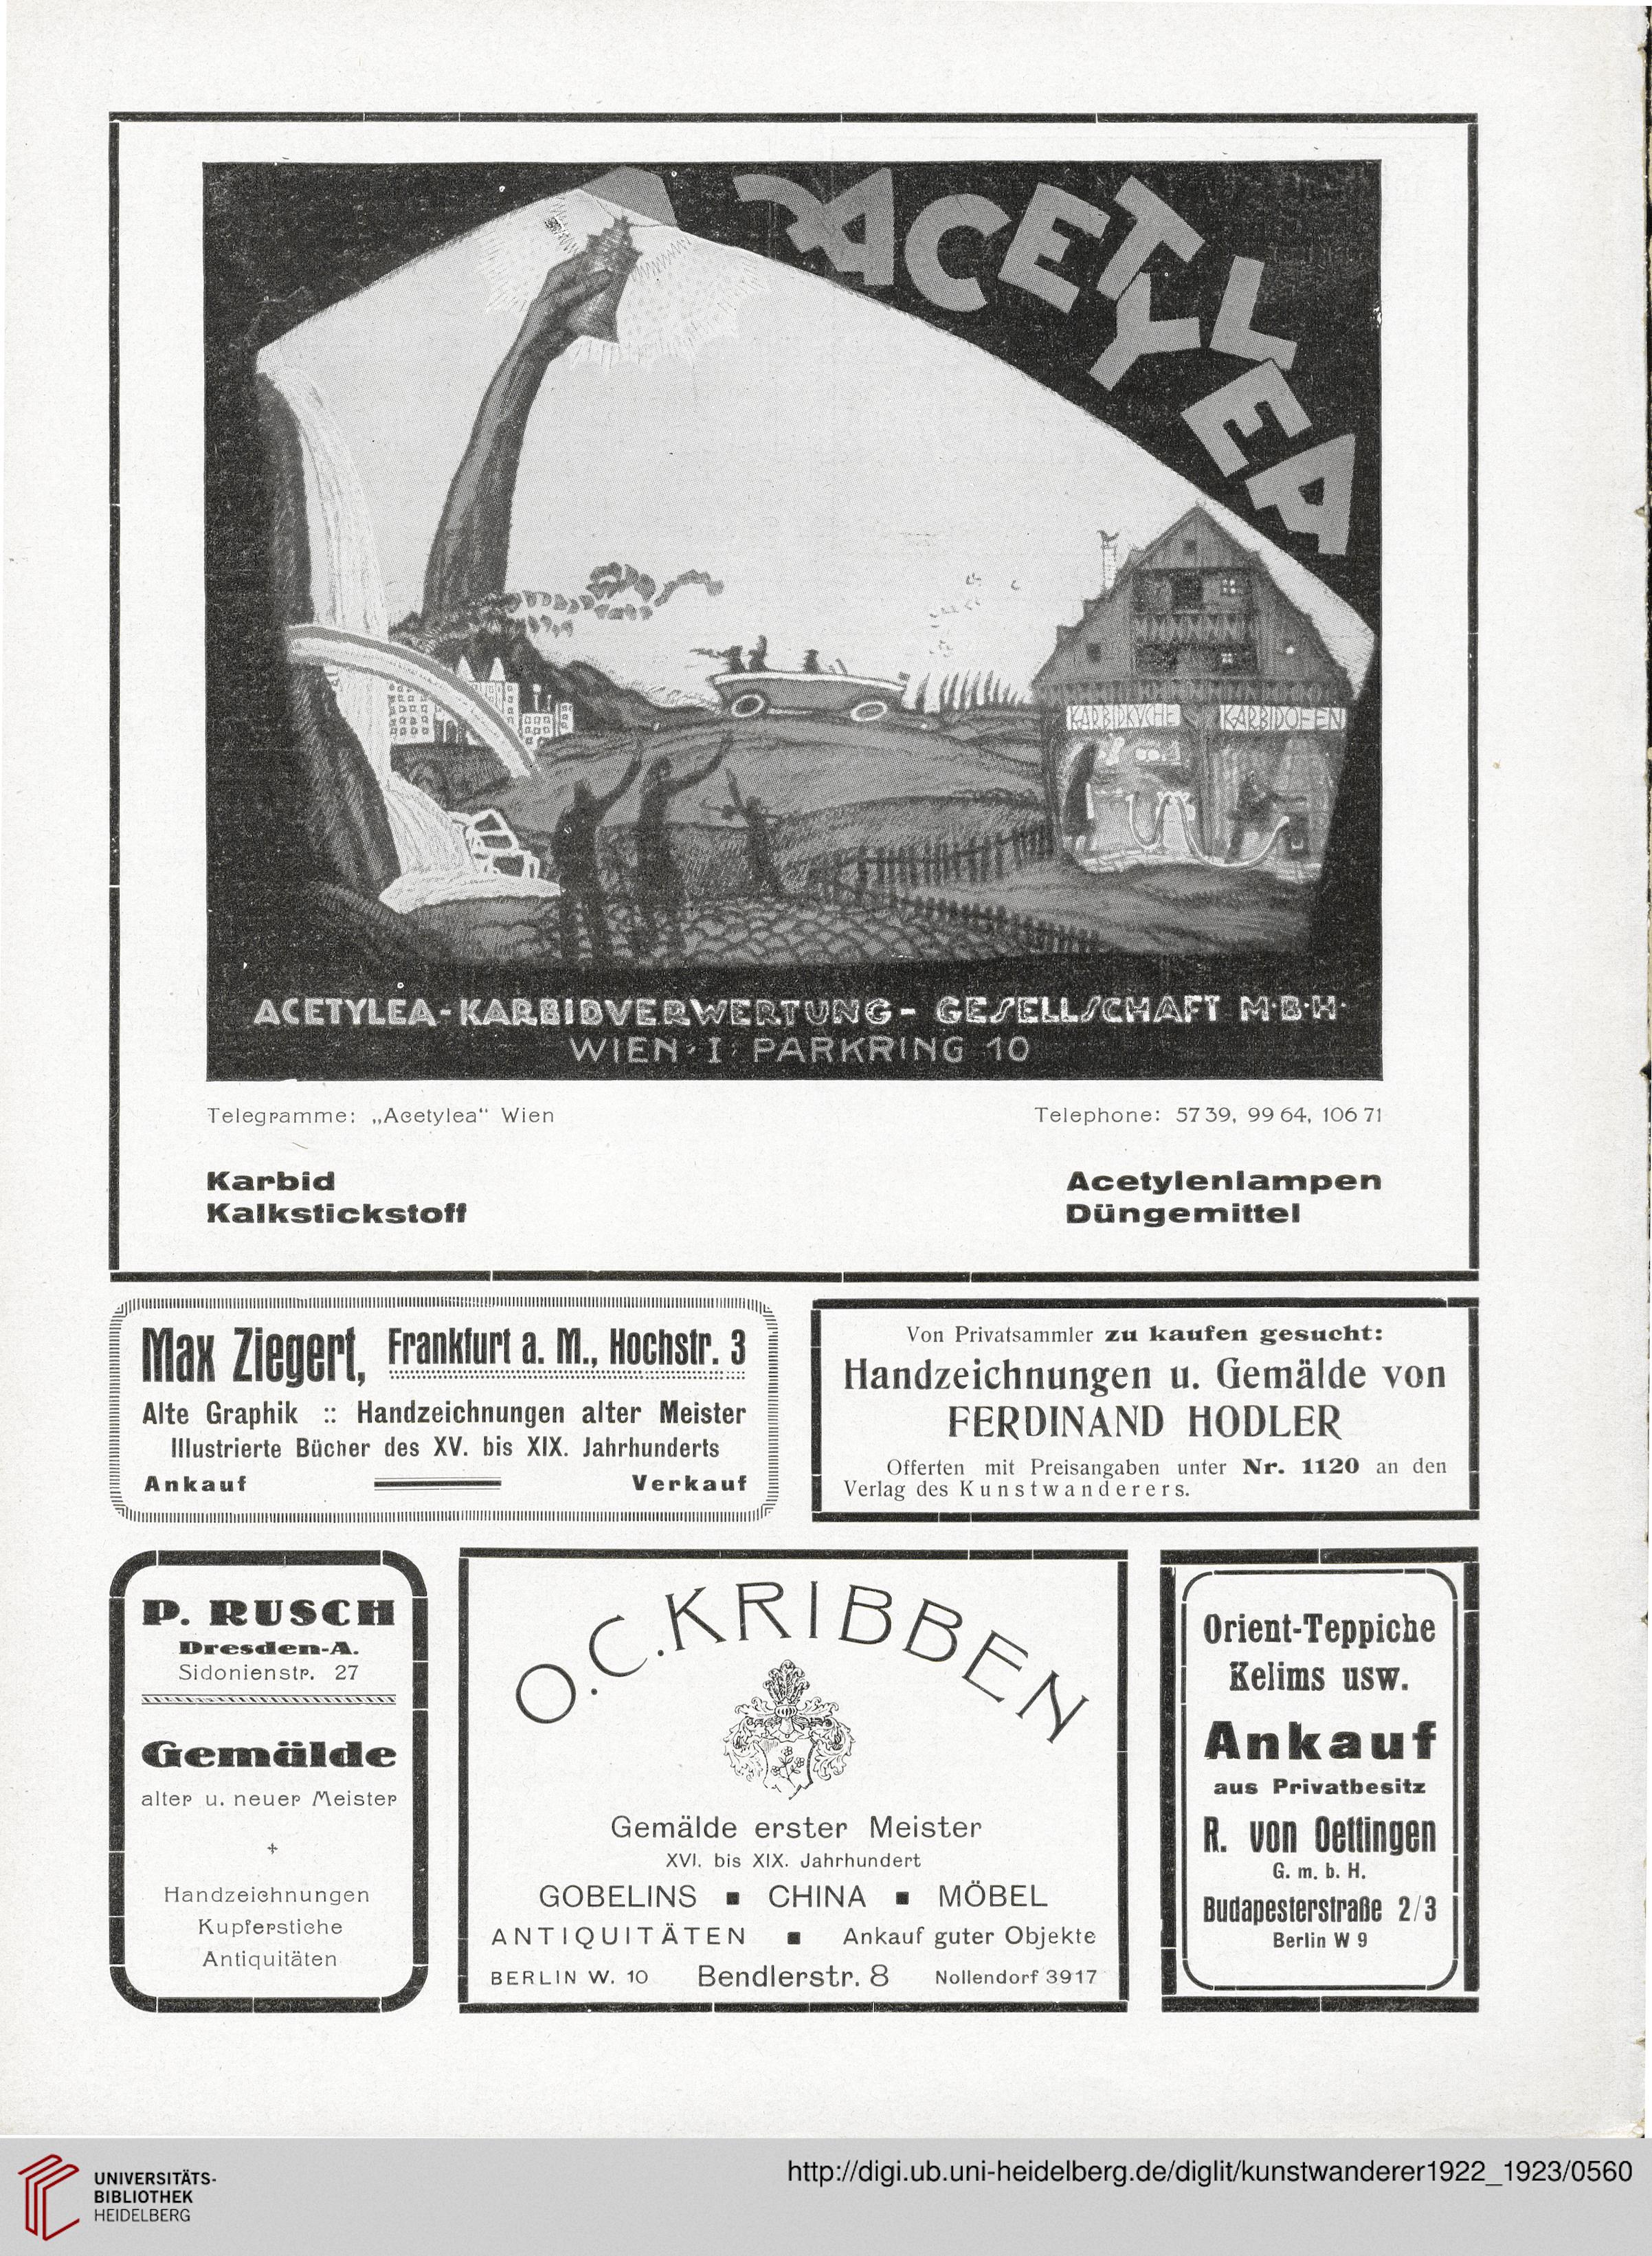 ACETYLEA
KARBIDKVCHE
KARBIDOFEN
ACETYLEA-KARBIDVERWERTUNG-GESELLSCHAFT M·B·H·
WIEN·I·PARKRING 10
Telegramme: „Acetylea“ Wien
Telephone: 57 39, 99 64, 106 71
Karbid
Kalkstickstoff
Acetylenlampen
Düngemittel
Max Ziegert, Frankfurt a. M., Hochstr. 3
Alte Graphik :: Handzeichnungen alter Meister
Illustrierte Bücher des XV. bis XIX. Jahrhunderts
Ankauf Verkauf
Von Privatsammler zu kaufen gesucht:
Handzeichnungen u. Gemälde von
FERDINAND HODLER
Offerten mit Preisangaben unter Nr. 1120 an den
Verlag des Kunstwanderers.
P. RUSCH
Dresden-A.
Sidonienstr. 27
Gemälde
alter u. neuer Meister
Handzeichnungen
Kupferstiche
Antiquitäten
O.C.KRIBBEN
Gemälde erster Meister
XVI. bis XIX. Jahrhundert
GOBELINS ■ CHINA ■ MÖBEL
ANTIQUITÄTEN ■ Ankauf guter Objekte
BERLIN W. 10 Bendlerstr. 8 Nollendorf 3917
Orient-Teppiche
Kelims usw.
Ankauf
aus Privatbesitz
R. von Oettingen
G. m. b. H.
Budapesterstraße 2/3
Berlin W 9
UNIVERSITÄTS-
BIBLIOTHEK
HEIDELBERG
http://digi.ub.uni-heidelberg.de/diglit/kunstwanderer1922_1923/0560